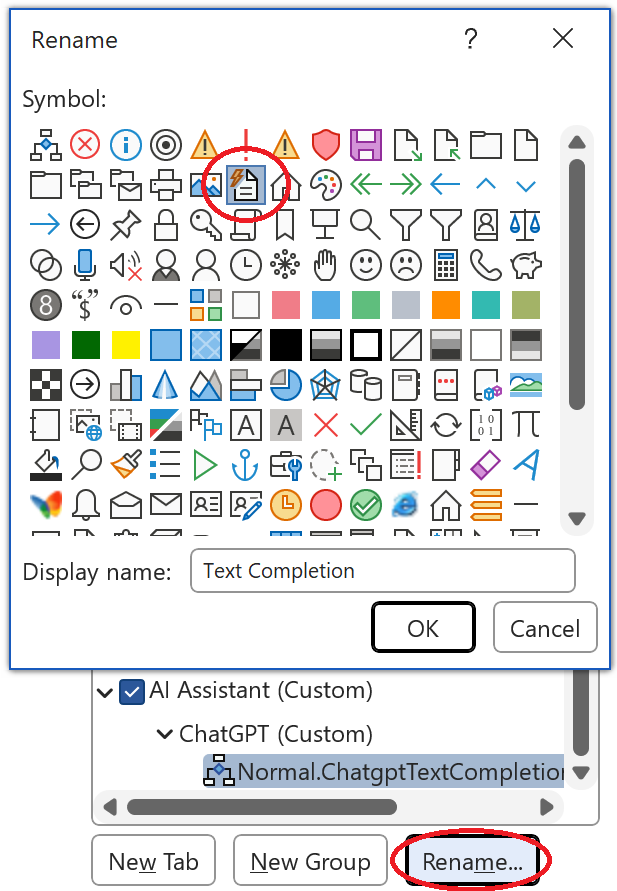 Rename ?
Symbol:
Display name: Text Completion
OK Cancel
AI Assistant (Custom)
ChatGPT (Custom)
Normal.ChatgptTextCompletion
New Tab New Group Rename...